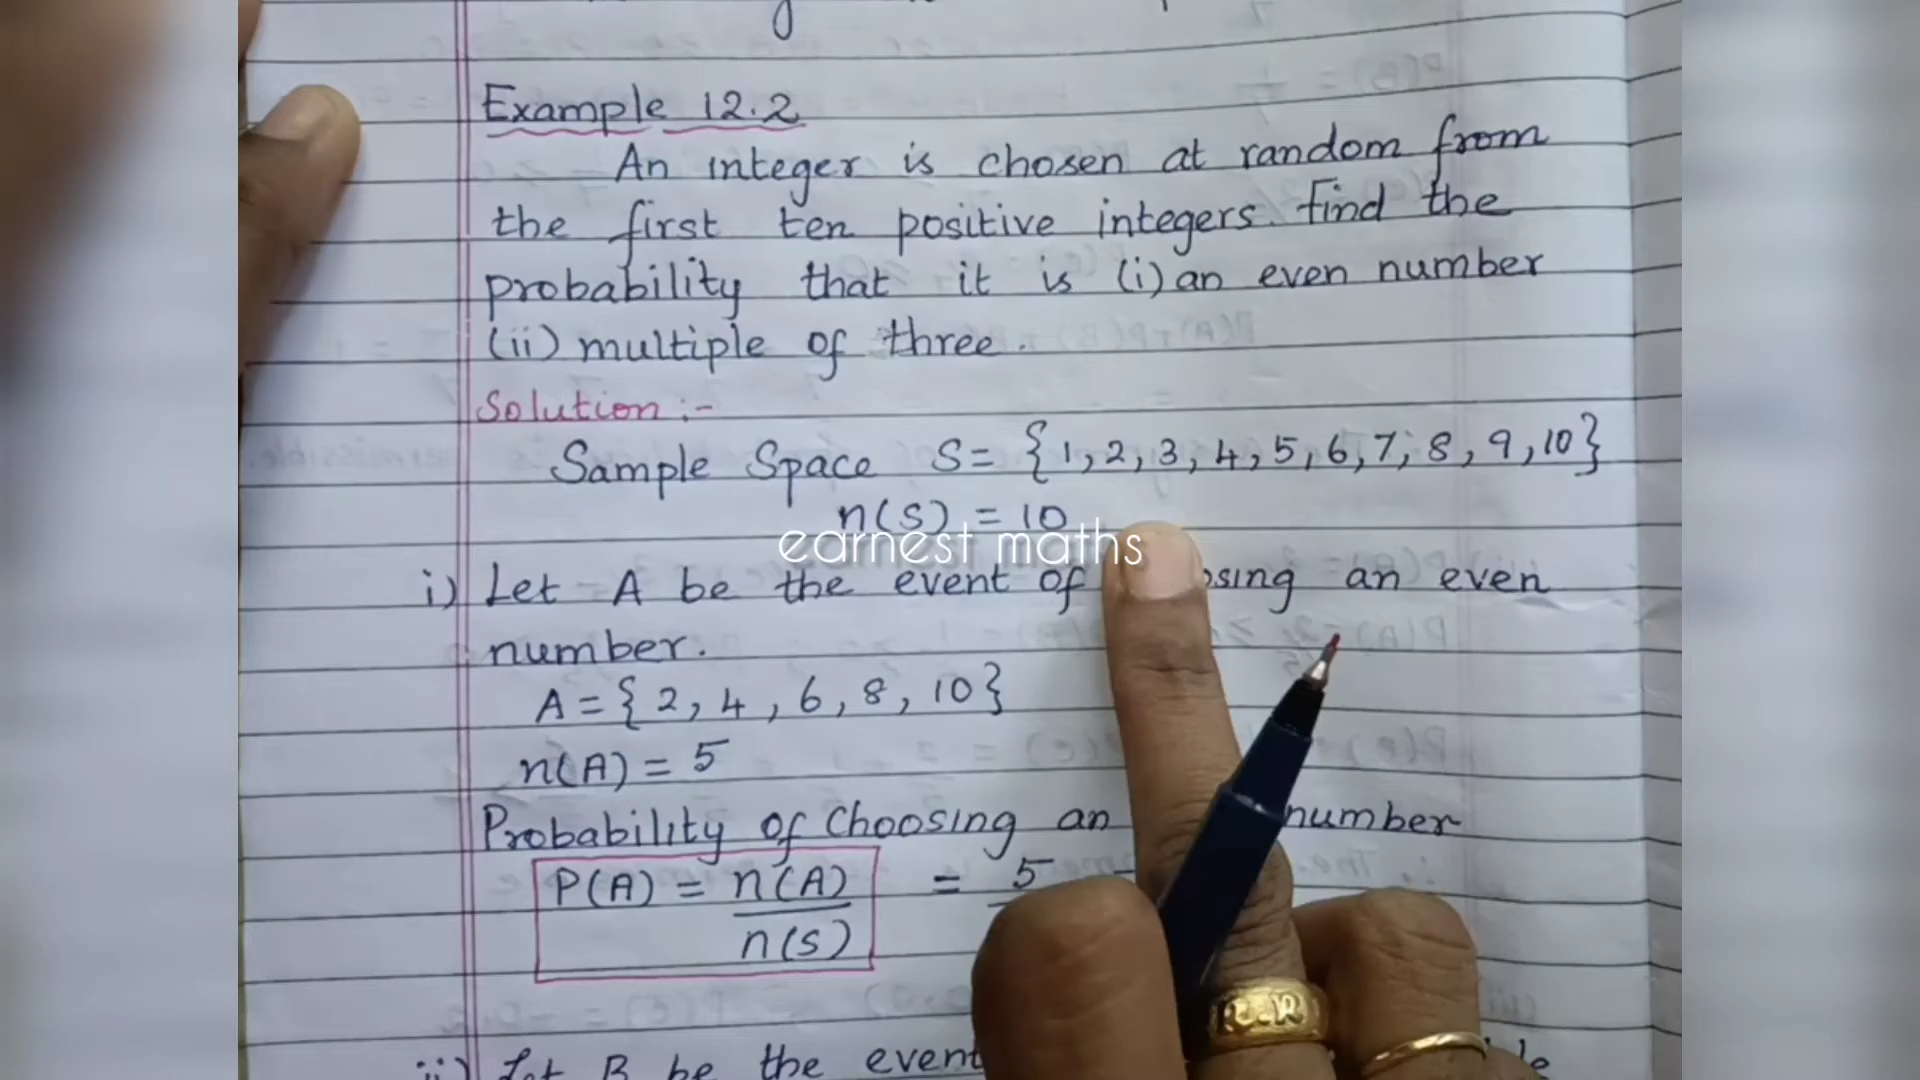 Example 12.2
An integer is chosen at random from
the first ten positive integers. Find the
probability that it is (i) an even number
(ii) multiple of three.
Solution :-
Sample Space S = {1, 2, 3, 4, 5, 6, 7, 8, 9, 10}
n(S) = 10
earnest maths
i) Let A be the event of osing an even
number.
A = {2, 4, 6, 8, 10}
n(A) = 5
Probability of Choosing an number
P(A) = n(A) = 5
n(S)
ii) Let B be the event